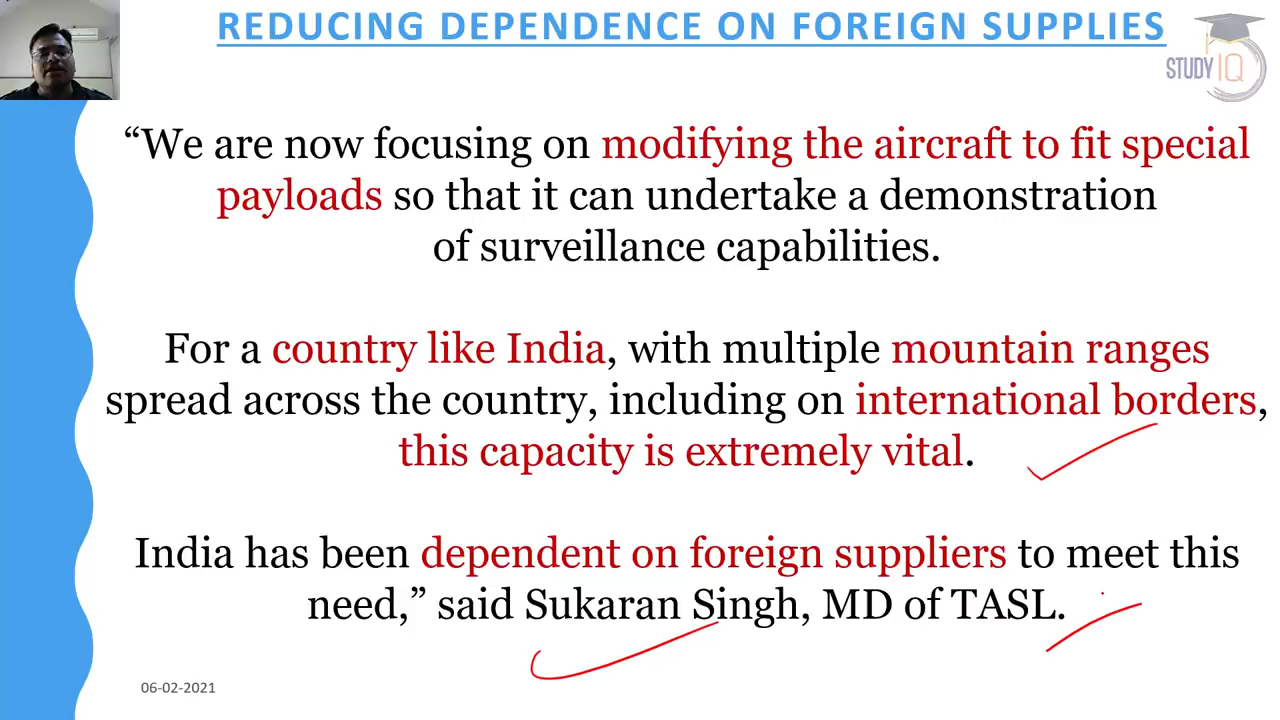 REDUCING DEPENDENCE ON FOREIGN SUPPLIES
STUDY IQ
“We are now focusing on modifying the aircraft to fit special
payloads so that it can undertake a demonstration
of surveillance capabilities.
For a country like India, with multiple mountain ranges
spread across the country, including on international borders,
this capacity is extremely vital.
India has been dependent on foreign suppliers to meet this
need,” said Sukaran Singh, MD of TASL.
06-02-2021